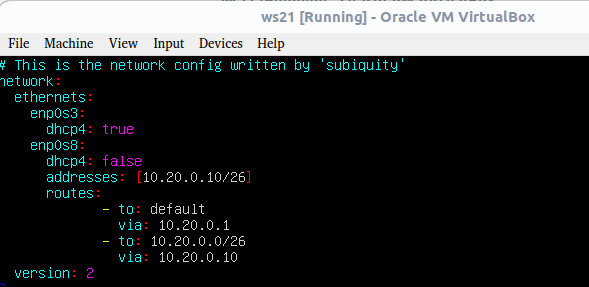 ws21 [Running] - Oracle VM VirtualBox
File Machine View Input Devices Help
# This is the network config written by 'subiquity'
network:
  ethernets:
    enp0s3:
      dhcp4: true
    enp0s8:
      dhcp4: false
      addresses: [10.20.0.10/26]
      routes:
             - to: default
               via: 10.20.0.1
             - to: 10.20.0.0/26
               via: 10.20.0.10
  version: 2